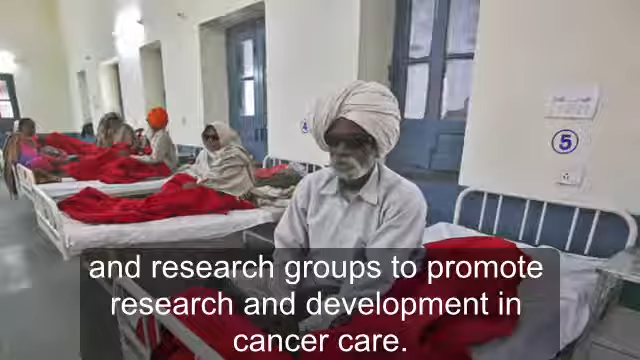 5
and research groups to promote
research and development in
cancer care.